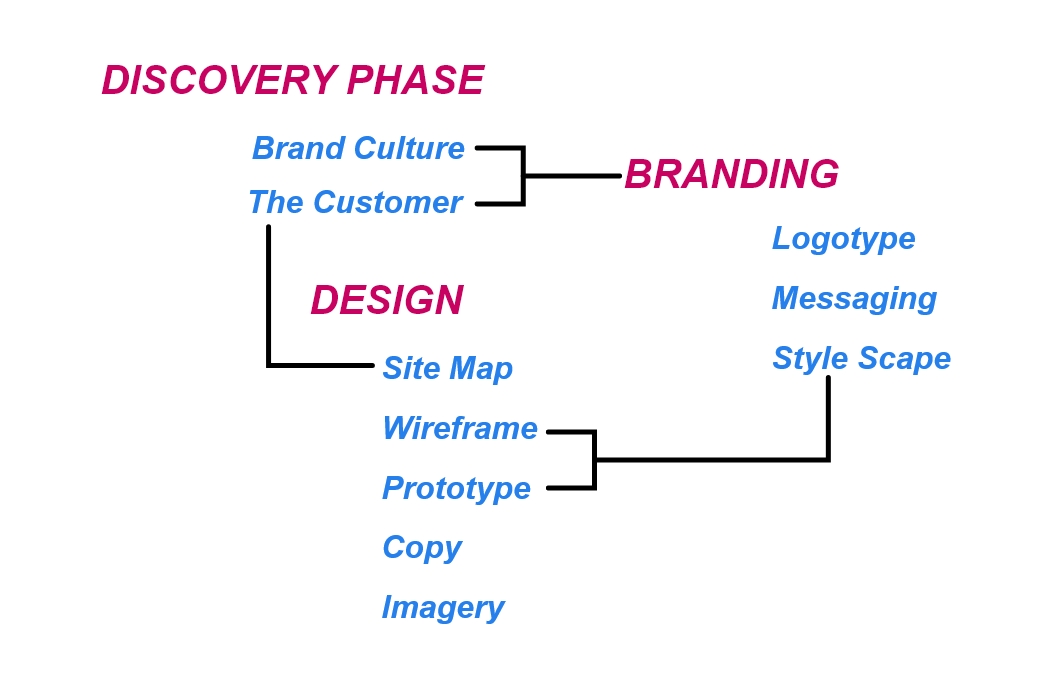 DISCOVERY PHASE
Brand Culture
The Customer
BRANDING
Logotype
Messaging
Style Scape
DESIGN
Site Map
Wireframe
Prototype
Copy
Imagery